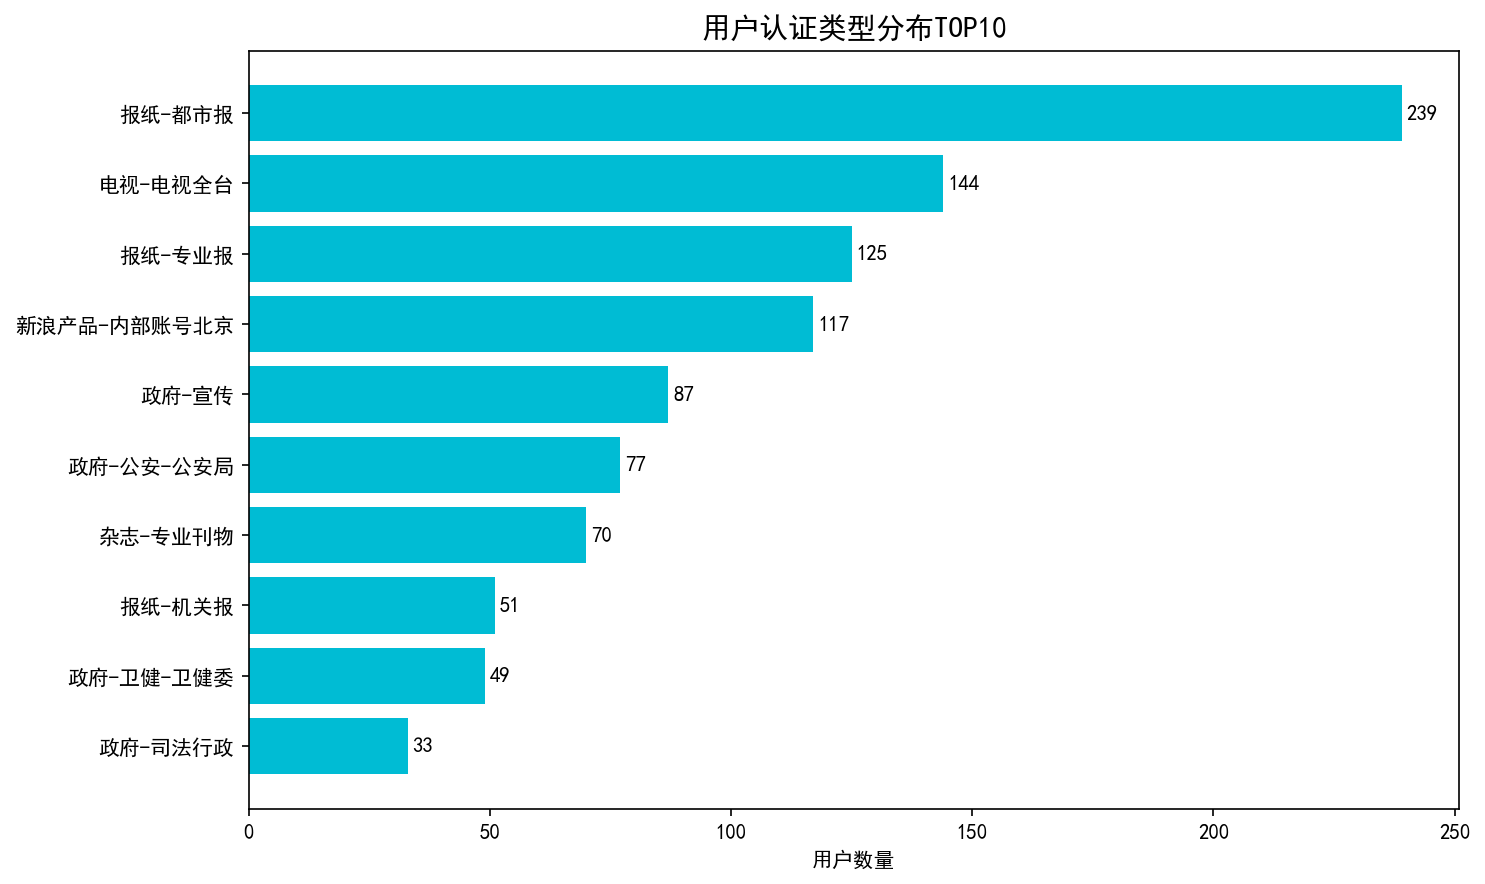 用户认证类型分布TOP10
报纸-都市报 239
电视-电视全台 144
报纸-专业报 125
新浪产品-内部账号北京 117
政府-宣传 87
政府-公安-公安局 77
杂志-专业刊物 70
报纸-机关报 51
政府-卫健-卫健委 49
政府-司法行政 33
0 50 100 150 200 250
用户数量